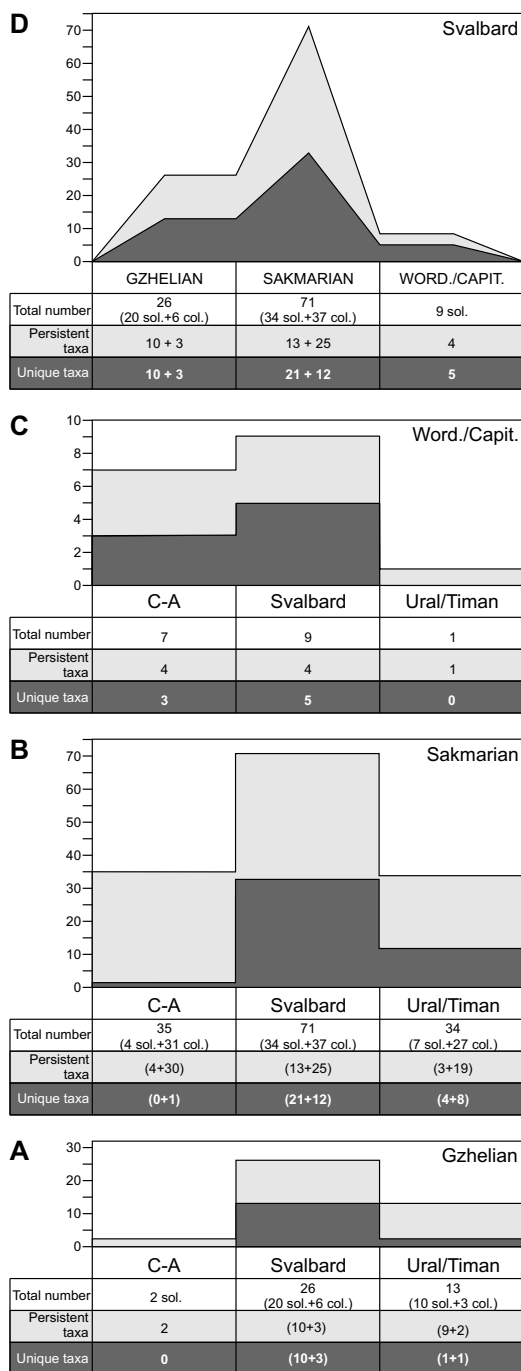 D
Svalbard
70
60
50
40
30
20
10
0
GZHELIAN SAKMARIAN WORD./CAPIT.
Total number 26 71 9 sol.
(20 sol.+6 col.) (34 sol.+37 col.)
Persistent
taxa 10 + 3 13 + 25 4
Unique taxa 10 + 3 21 + 12 5
C
Word./Capit.
10
8
6
4
2
0
C-A Svalbard Ural/Timan
Total number 7 9 1
Persistent
taxa 4 4 1
Unique taxa 3 5 0
B
Sakmarian
70
60
50
40
30
20
10
0
C-A Svalbard Ural/Timan
Total number 35 71 34
(4 sol.+31 col.) (34 sol.+37 col.) (7 sol.+27 col.)
Persistent
taxa (4+30) (13+25) (3+19)
Unique taxa (0+1) (21+12) (4+8)
A
Gzhelian
30
20
10
0
C-A Svalbard Ural/Timan
Total number 2 sol. 26 13
(20 sol.+6 col.) (10 sol.+3 col.)
Persistent
taxa 2 (10+3) (9+2)
Unique taxa 0 (10+3) (1+1)